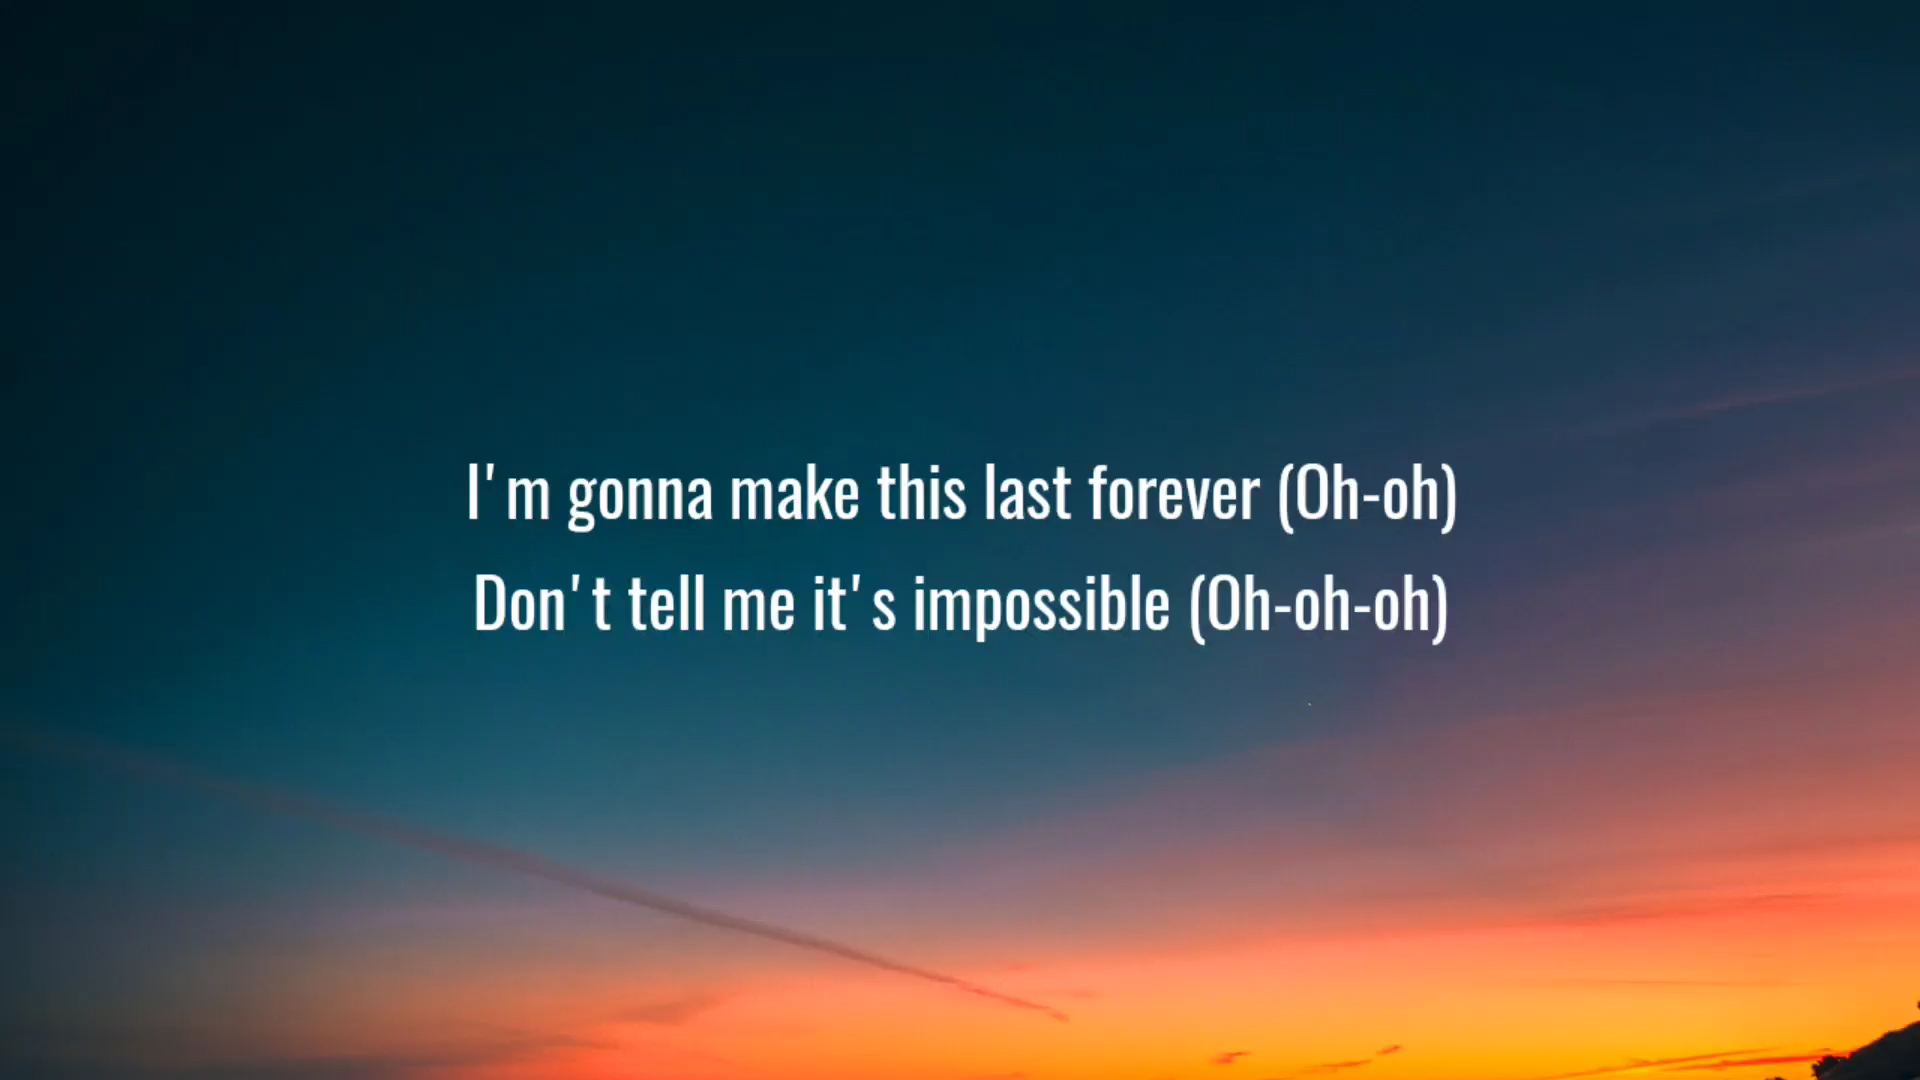 I'm gonna make this last forever (Oh-oh)
Don't tell me it's impossible (Oh-oh-oh)